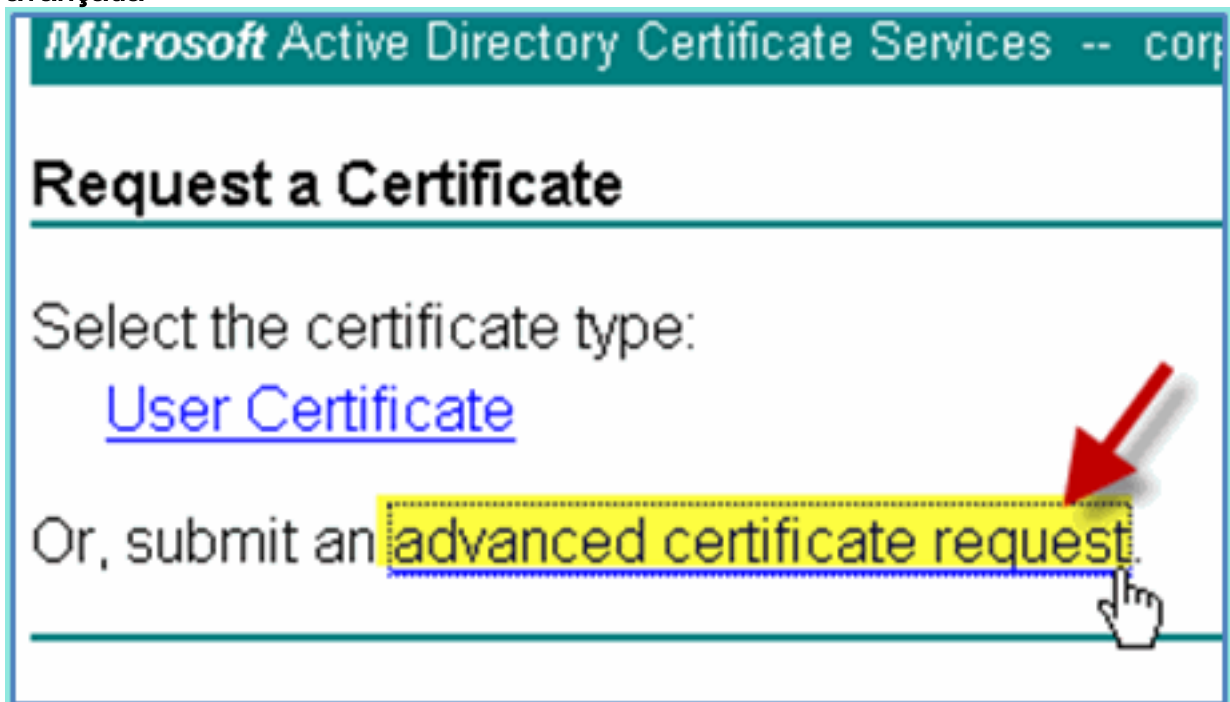 Microsoft Active Directory Certificate Services -- corp
Request a Certificate
Select the certificate type:
User Certificate
Or, submit an advanced certificate request.